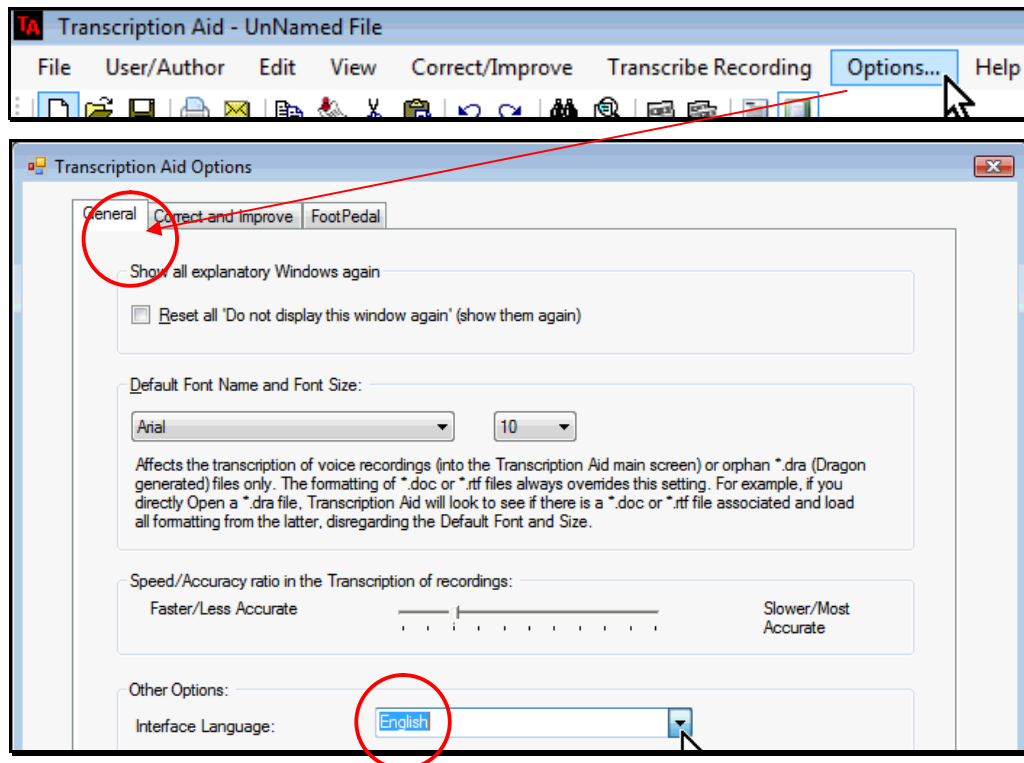 TA Transcription Aid - UnNamed File
File User/Author Edit View Correct/Improve Transcribe Recording Options... Help
Transcription Aid Options
General Correct and Improve FootPedal
Show all explanatory Windows again
Reset all 'Do not display this window again' (show them again)
Default Font Name and Font Size:
Arial 10
Affects the transcription of voice recordings (into the Transcription Aid main screen) or orphan *.dra (Dragon
generated) files only. The formatting of *.doc or *.rtf files always overrides this setting. For example, if you
directly Open a *.dra file, Transcription Aid will look to see if there is a *.doc or *.rtf file associated and load
all formatting from the latter, disregarding the Default Font and Size.
Speed/Accuracy ratio in the Transcription of recordings:
Faster/Less Accurate Slower/Most
Accurate
Other Options:
Interface Language: English